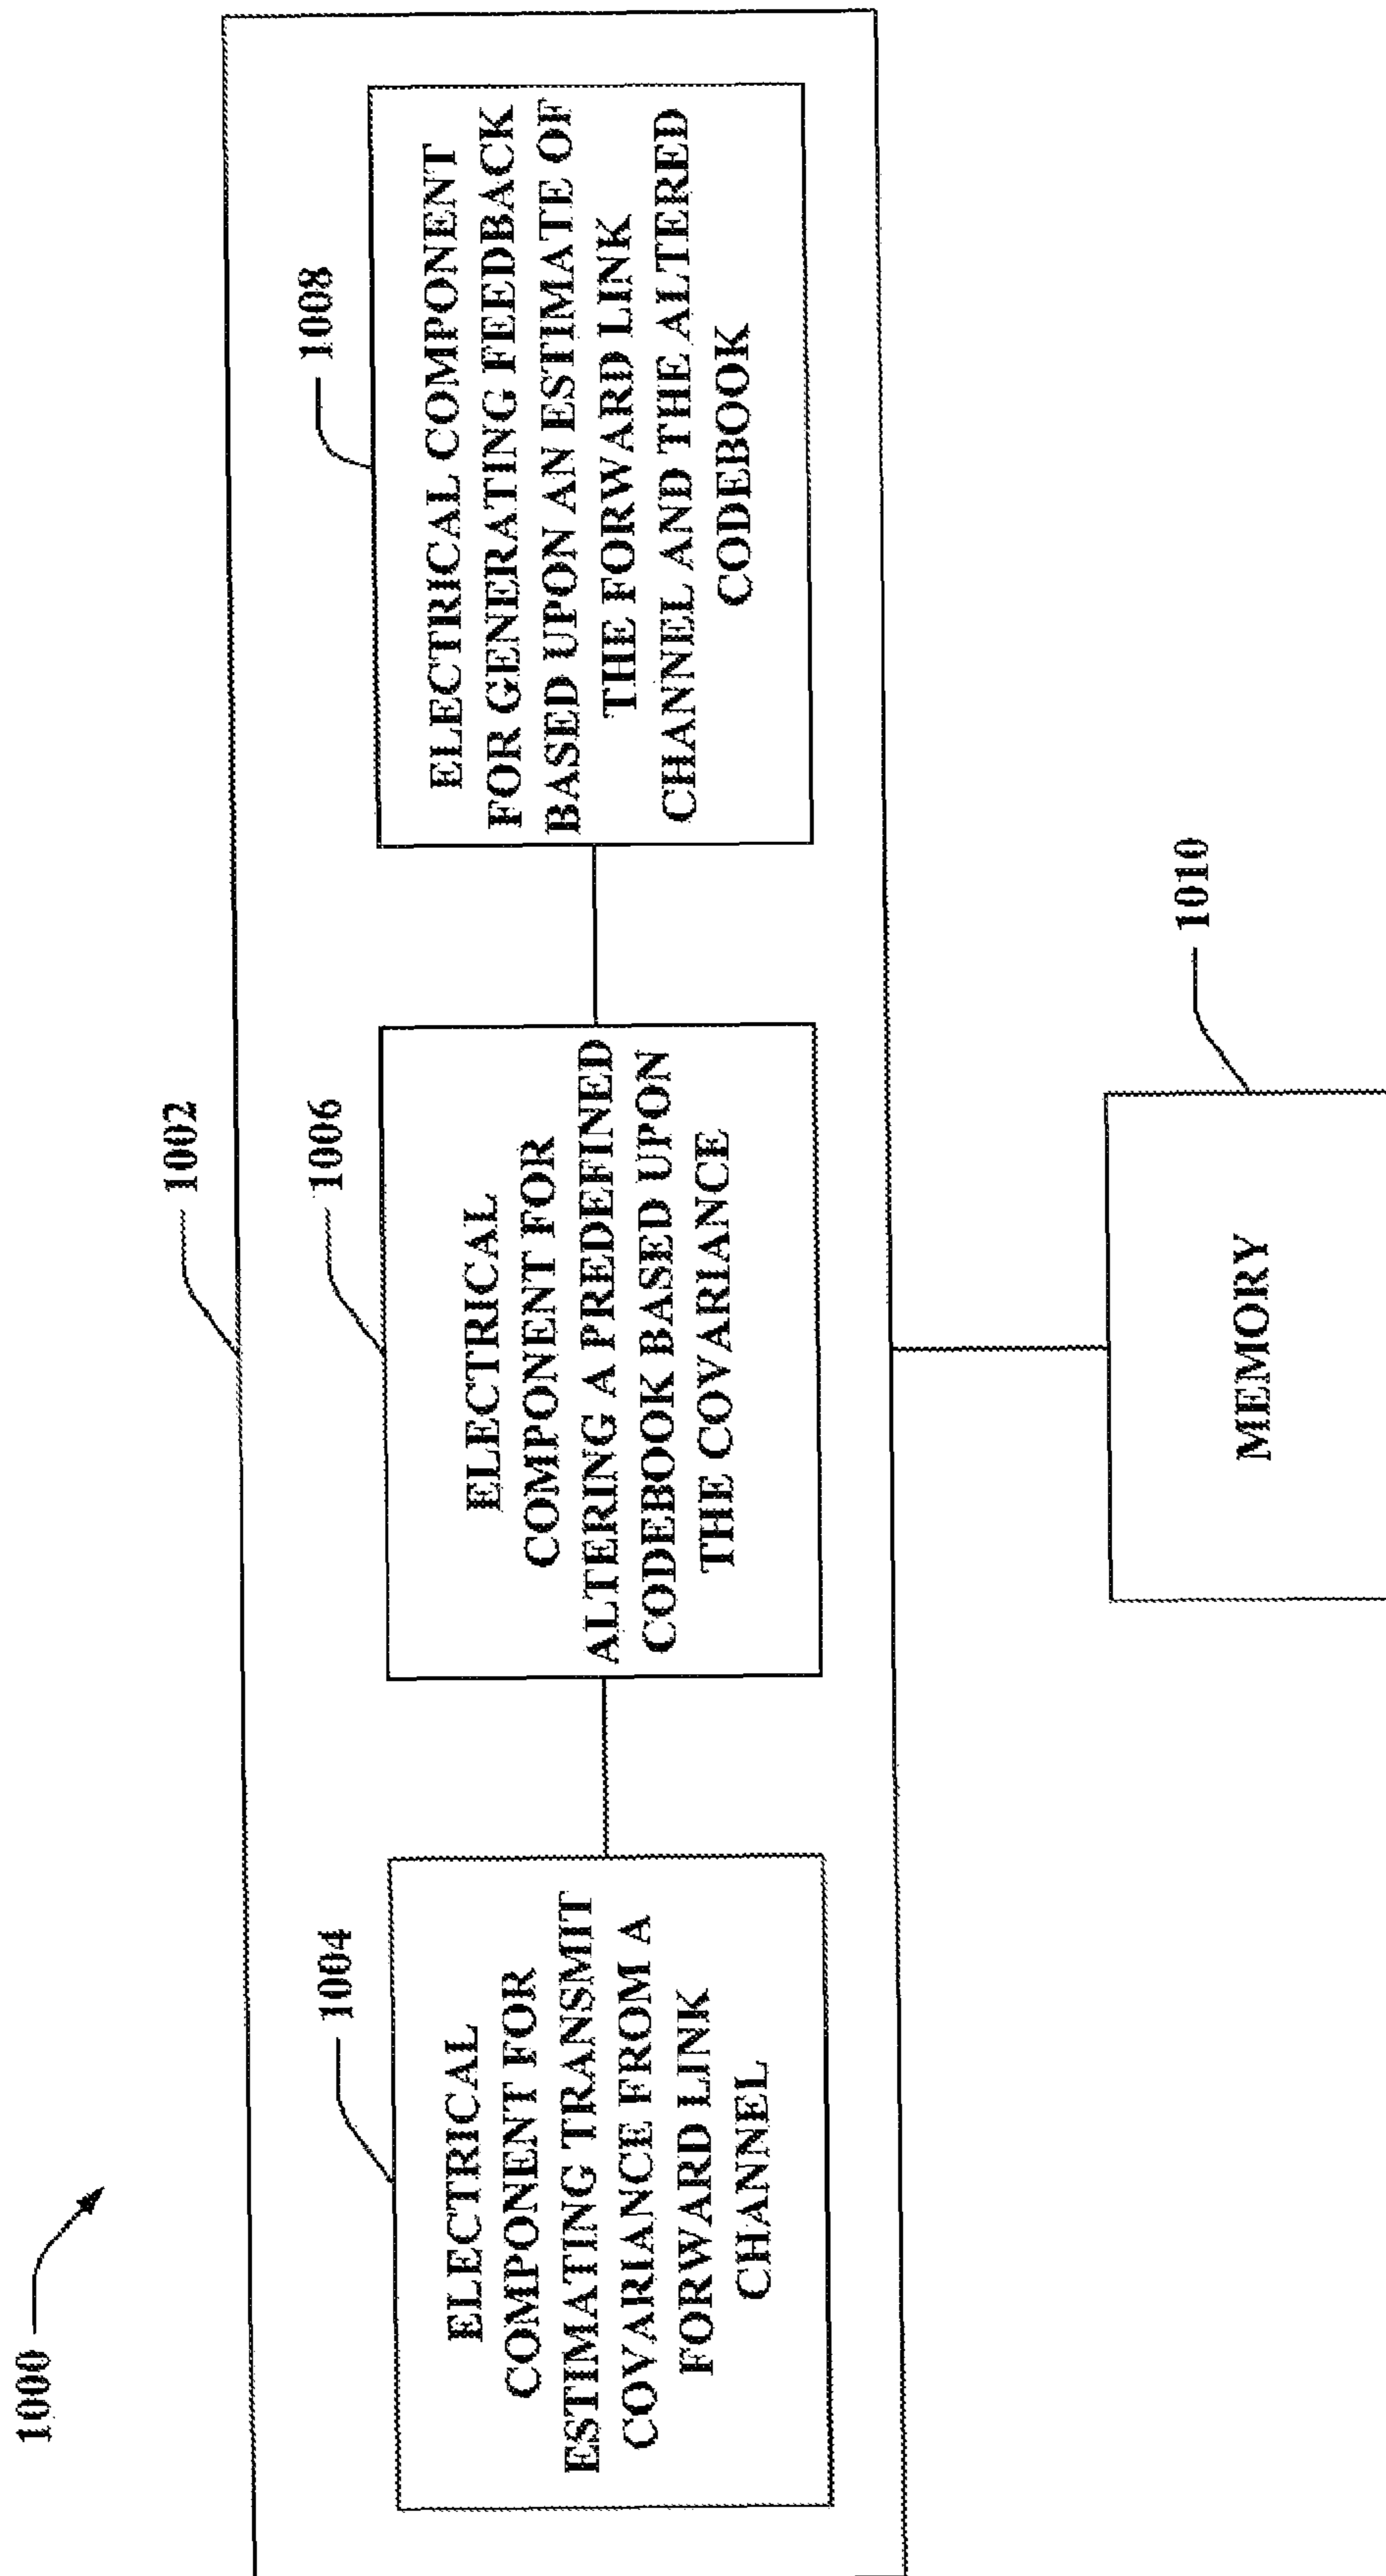 1000
1002
1004
ELECTRICAL
COMPONENT FOR
ESTIMATING TRANSMIT
COVARIANCE FROM A
FORWARD LINK
CHANNEL
1006
ELECTRICAL
COMPONENT FOR
ALTERING A PREDEFINED
CODEBOOK BASED UPON
THE COVARIANCE
1008
ELECTRICAL COMPONENT
FOR GENERATING FEEDBACK
BASED UPON AN ESTIMATE OF
THE FORWARD LINK
CHANNEL AND THE ALTERED
CODEBOOK
1010
MEMORY